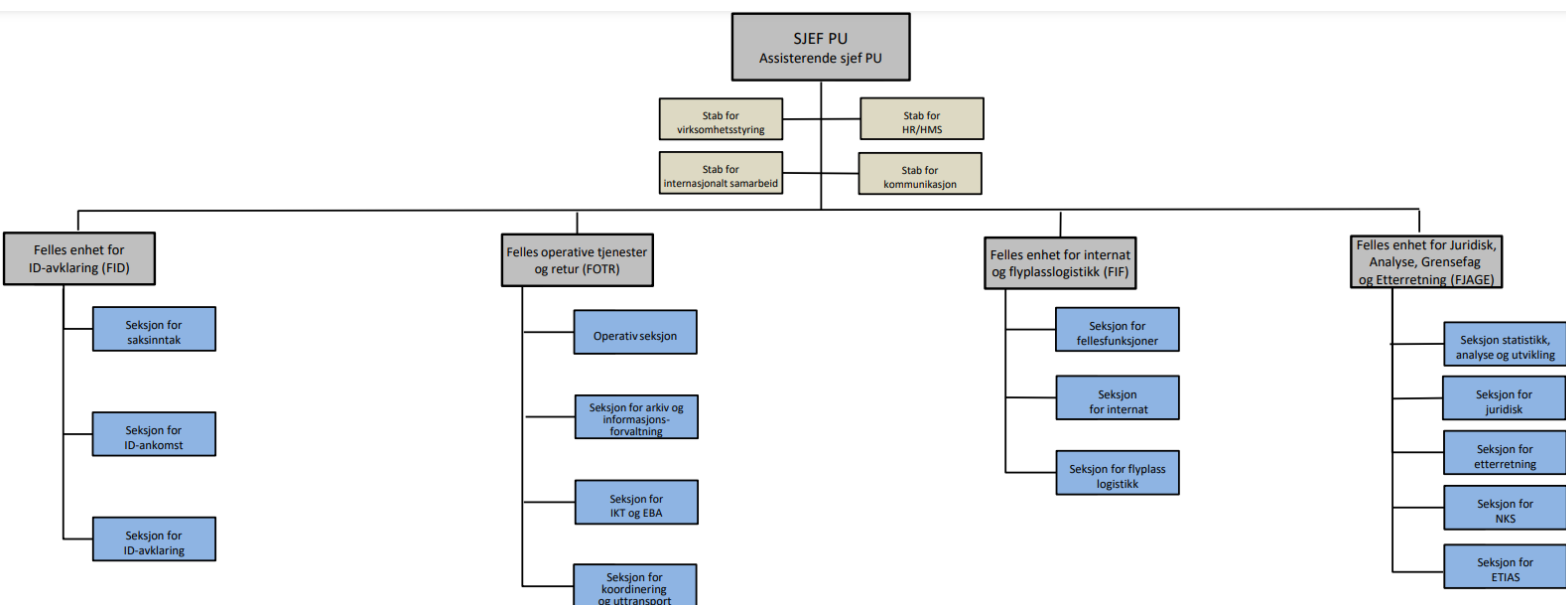 SJEF PU
Assisterende sjef PU
Stab for
virksomhetsstyring
Stab for
HR/HMS
Stab for
internasjonalt samarbeid
Stab for
kommunikasjon
Felles enhet for
ID-avklaring (FID)
Seksjon for
saksinntak
Seksjon for
ID-ankomst
Seksjon for
ID-avklaring
Felles operative tjenester
og retur (FOTR)
Operativ seksjon
Seksjon for arkiv og
informasjons-
forvaltning
Seksjon for
IKT og EBA
Seksjon for
koordinering
og uttransport
Felles enhet for internat
og flyplasslogistikk (FIF)
Seksjon for
fellesfunksjoner
Seksjon
for internat
Seksjon for flyplass
logistikk
Felles enhet for Juridisk,
Analyse, Grensefag
og Etterretning (FJAGE)
Seksjon statistikk,
analyse og utvikling
Seksjon for
juridisk
Seksjon for
etterretning
Seksjon for
NKS
Seksjon for
ETIAS